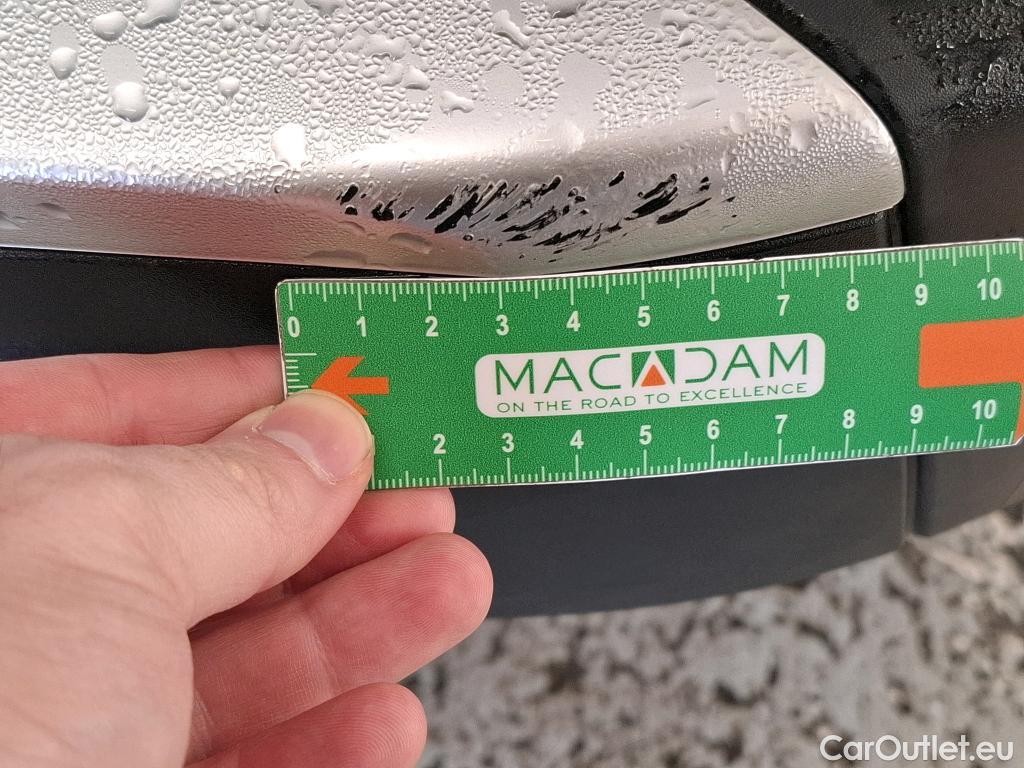 0 1 2 3 4 5 6 7 8 9 10
MACADAM
ON THE ROAD TO EXCELLENCE
2 3 4 5 6 7 8 9 10
CarOutlet.eu